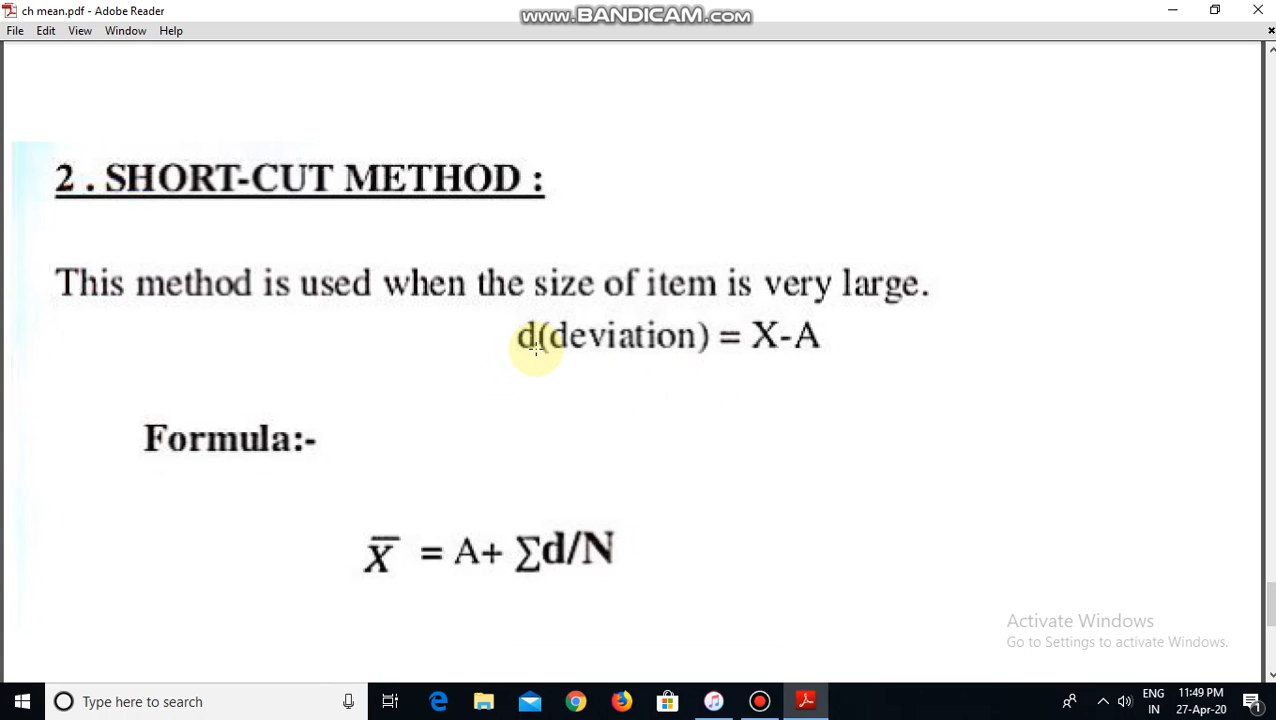 ch mean.pdf - Adobe Reader
www.BANDICAM.com
File Edit View Window Help
2 . SHORT-CUT METHOD :
This method is used when the size of item is very large.
d(deviation) = X-A
Formula:-
X̅ = A+ ∑d/N
Activate Windows
Go to Settings to activate Windows.
Type here to search
ENG
IN
11:49 PM
27-Apr-20
1